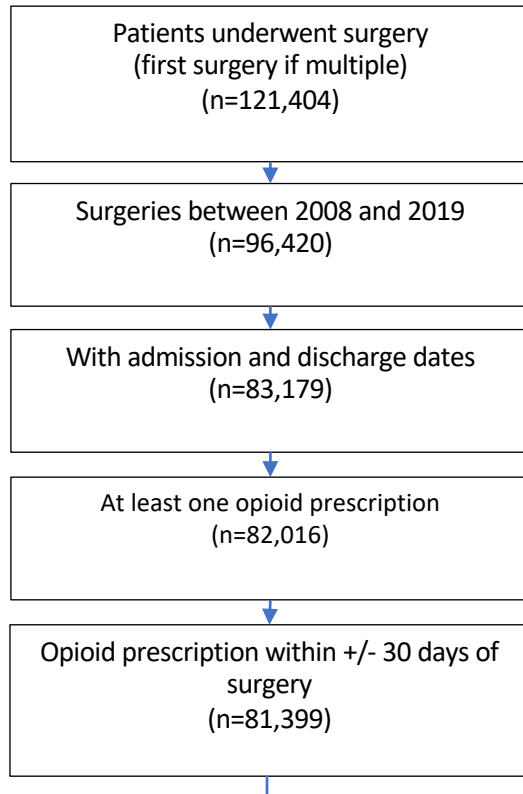 Patients underwent surgery
(first surgery if multiple)
(n=121,404)
Surgeries between 2008 and 2019
(n=96,420)
With admission and discharge dates
(n=83,179)
At least one opioid prescription
(n=82,016)
Opioid prescription within +/- 30 days of
surgery
(n=81,399)